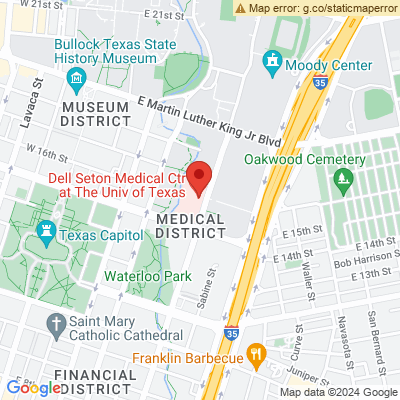 W 21st St
E 21st St
Map error: g.co/staticmaperror
Bullock Texas State
History Museum
Moody Center
Lavaca St
35
MUSEUM
DISTRICT
E Martin Luther King Jr Blvd
W 16th St
Oakwood Cemetery
Dell Seton Medical Ctr
at The Univ of Texas
MEDICAL
DISTRICT
Texas Capitol
E 15th St
E 14th St
E 14th St
Bob Harrison St
E 13th St
Waterloo Park
Sabine St
Waller St
Navasota St
San Bernard St
Saint Mary
Catholic Cathedral
35
Curve St
Franklin Barbecue
Juniper St
FINANCIAL
DISTRICT
Google
Map data ©2024 Google